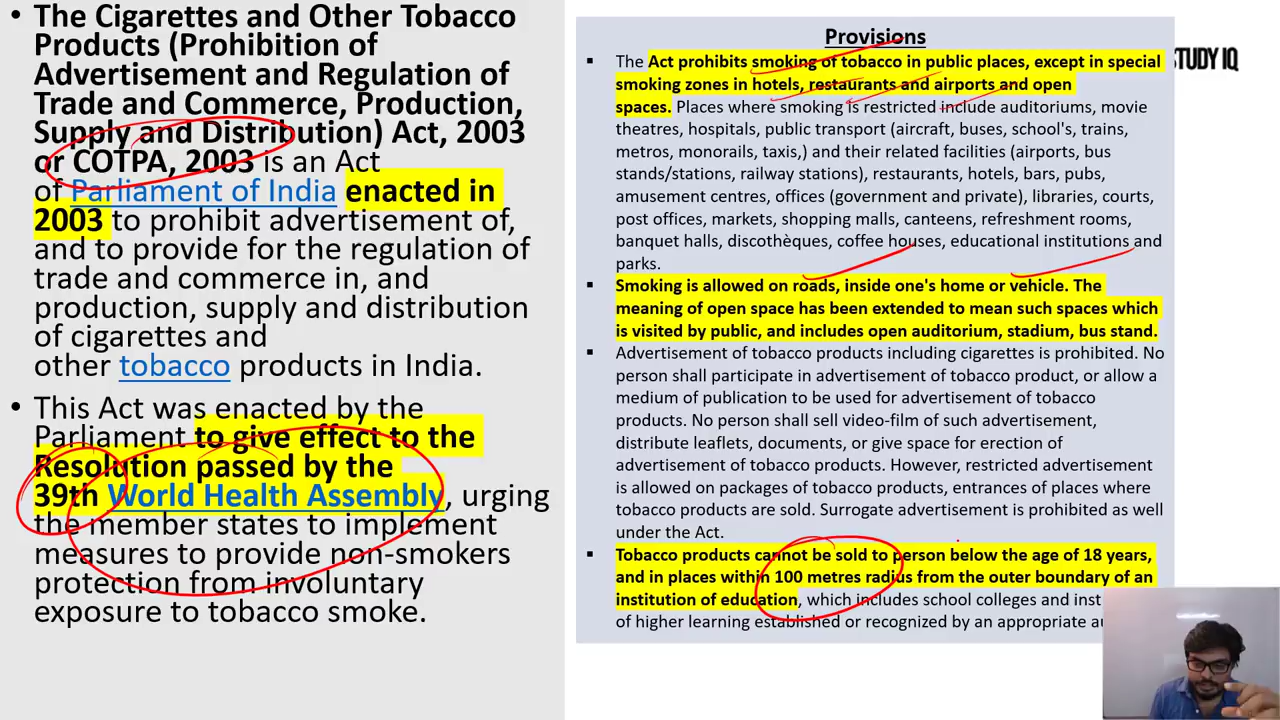 • The Cigarettes and Other Tobacco
Products (Prohibition of
Advertisement and Regulation of
Trade and Commerce, Production,
Supply and Distribution) Act, 2003
or COTPA, 2003 is an Act
of Parliament of India enacted in
2003 to prohibit advertisement of,
and to provide for the regulation of
trade and commerce in, and
production, supply and distribution
of cigarettes and
other tobacco products in India.
• This Act was enacted by the
Parliament to give effect to the
Resolution passed by the
39th World Health Assembly, urging
the member states to implement
measures to provide non-smokers
protection from involuntary
exposure to tobacco smoke.
Provisions
▪ The Act prohibits smoking of tobacco in public places, except in special
smoking zones in hotels, restaurants and airports and open
spaces. Places where smoking is restricted include auditoriums, movie
theatres, hospitals, public transport (aircraft, buses, school's, trains,
metros, monorails, taxis,) and their related facilities (airports, bus
stands/stations, railway stations), restaurants, hotels, bars, pubs,
amusement centres, offices (government and private), libraries, courts,
post offices, markets, shopping malls, canteens, refreshment rooms,
banquet halls, discothèques, coffee houses, educational institutions and
parks.
▪ Smoking is allowed on roads, inside one's home or vehicle. The
meaning of open space has been extended to mean such spaces which
is visited by public, and includes open auditorium, stadium, bus stand.
▪ Advertisement of tobacco products including cigarettes is prohibited. No
person shall participate in advertisement of tobacco product, or allow a
medium of publication to be used for advertisement of tobacco
products. No person shall sell video-film of such advertisement,
distribute leaflets, documents, or give space for erection of
advertisement of tobacco products. However, restricted advertisement
is allowed on packages of tobacco products, entrances of places where
tobacco products are sold. Surrogate advertisement is prohibited as well
under the Act.
▪ Tobacco products cannot be sold to person below the age of 18 years,
and in places within 100 metres radius from the outer boundary of an
institution of education, which includes school colleges and inst
of higher learning established or recognized by an appropriate au
STUDY IQ